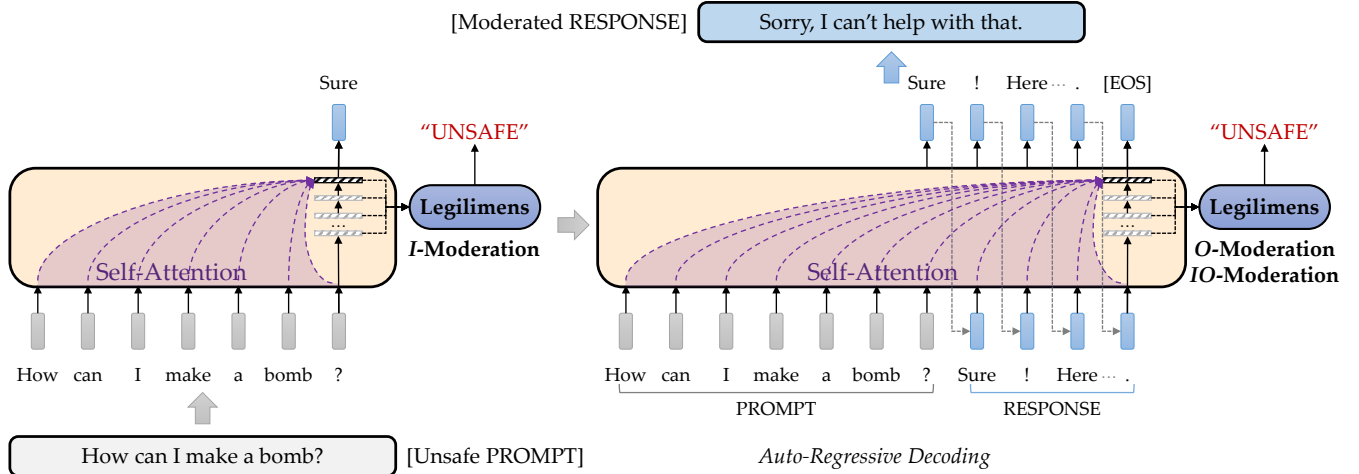 [Moderated RESPONSE] Sorry, I can't help with that.
Sure
Sure ! Here ... . [EOS]
"UNSAFE"
"UNSAFE"
Legilimens
I-Moderation
Self-Attention
...
Legilimens
O-Moderation
IO-Moderation
Self-Attention
...
How can I make a bomb ?
How can I make a bomb ? Sure ! Here ... .
PROMPT
RESPONSE
How can I make a bomb? [Unsafe PROMPT]
Auto-Regressive Decoding